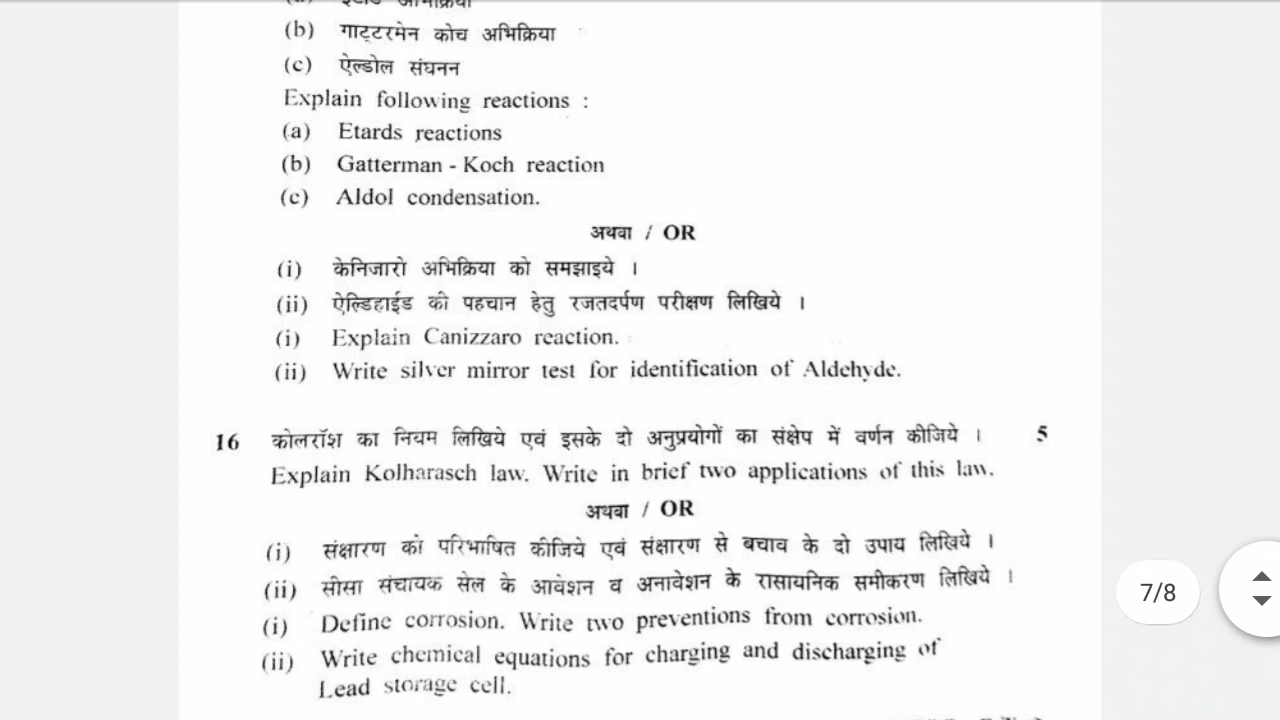 (b) गाट्टरमेन कोच अभिक्रिया
(c) ऐल्डोल संघनन
Explain following reactions :
(a) Etards reactions
(b) Gatterman - Koch reaction
(c) Aldol condensation.
अथवा / OR
(i) केनिजारो अभिक्रिया को समझाइये ।
(ii) ऐल्डिहाईड की पहचान हेतु रजतदर्पण परीक्षण लिखिये ।
(i) Explain Canizzaro reaction.
(ii) Write silver mirror test for identification of Aldehyde.
16 कोलरॉश का नियम लिखिये एवं इसके दो अनुप्रयोगों का संक्षेप में वर्णन कीजिये । 5
Explain Kolharasch law. Write in brief two applications of this law.
अथवा / OR
(i) संक्षारण को परिभाषित कीजिये एवं संक्षारण से बचाव के दो उपाय लिखिये ।
(ii) सीसा संचायक सेल के आवेशन व अनावेशन के रासायनिक समीकरण लिखिये ।
(i) Define corrosion. Write two preventions from corrosion.
(ii) Write chemical equations for charging and discharging of
Lead storage cell.
7/8